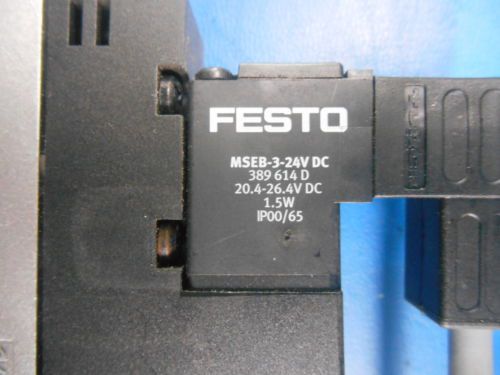 FESTO
MSEB-3-24V DC
389 614 D
20.4-26.4V DC
1.5W
IP00/65